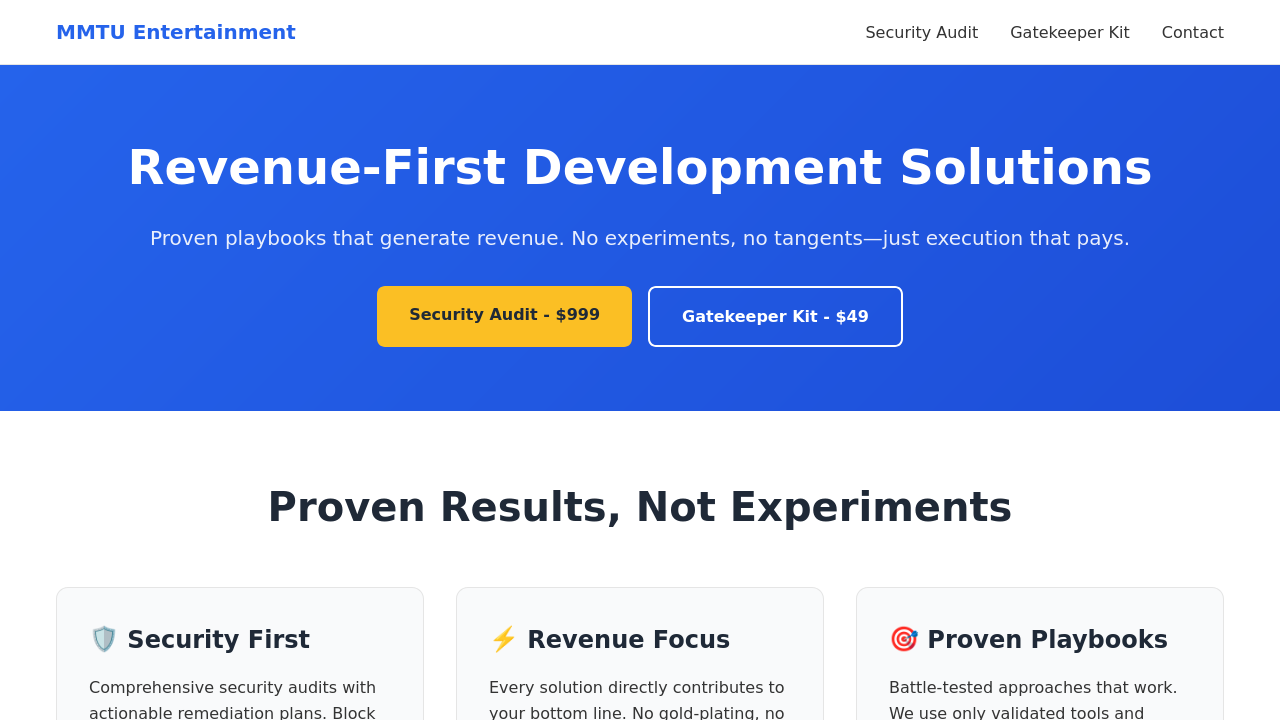 MMTU Entertainment
Security Audit
Gatekeeper Kit
Contact
Revenue-First Development Solutions
Proven playbooks that generate revenue. No experiments, no tangents—just execution that pays.
Security Audit - $999
Gatekeeper Kit - $49
Proven Results, Not Experiments
🛡️ Security First
Comprehensive security audits with
actionable remediation plans. Block
⚡ Revenue Focus
Every solution directly contributes to
your bottom line. No gold-plating, no
🎯 Proven Playbooks
Battle-tested approaches that work.
We use only validated tools and